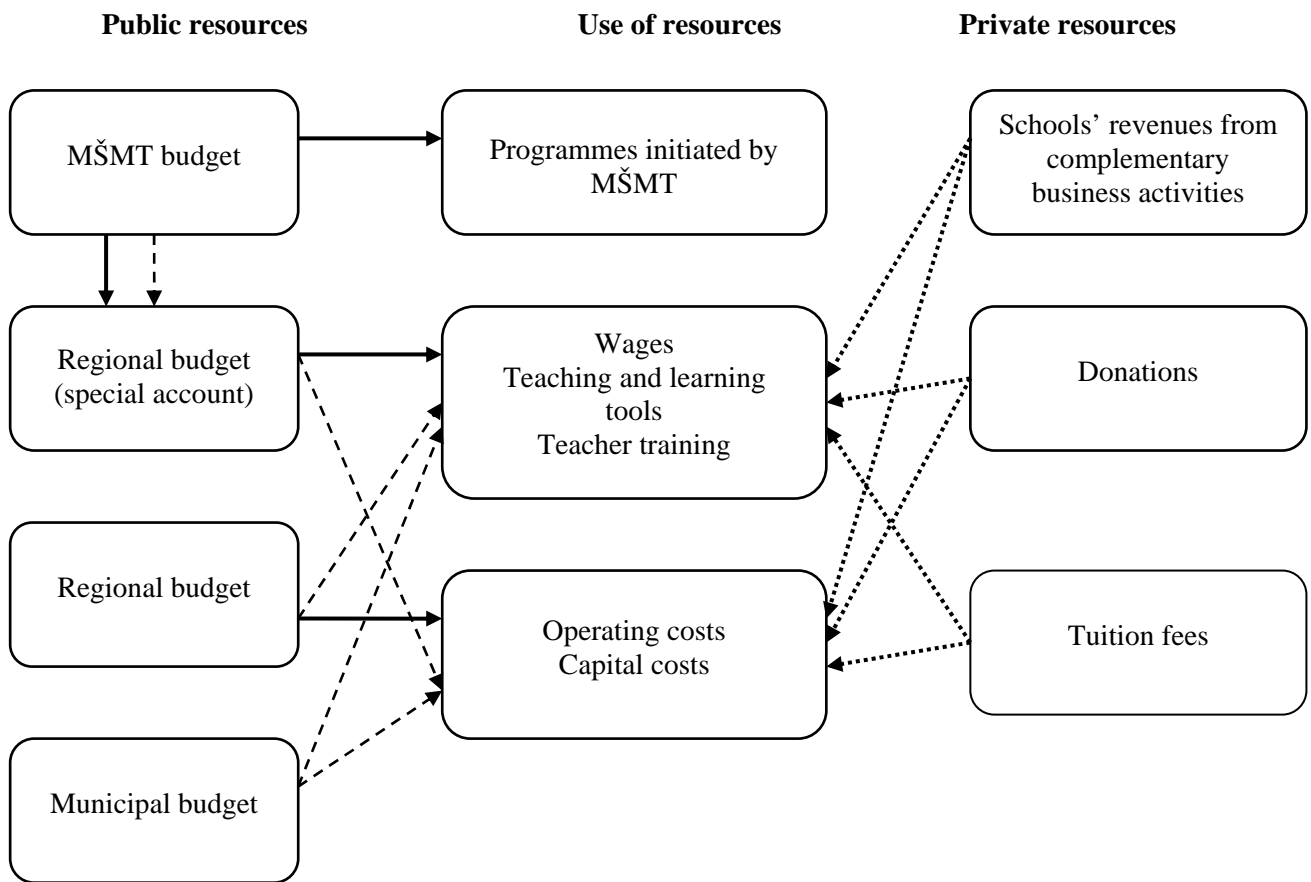 Public resources
Use of resources
Private resources
MŠMT budget
Programmes initiated by
MŠMT
Schools’ revenues from
complementary
business activities
Regional budget
(special account)
Wages
Teaching and learning
tools
Teacher training
Donations
Regional budget
Operating costs
Capital costs
Tuition fees
Municipal budget